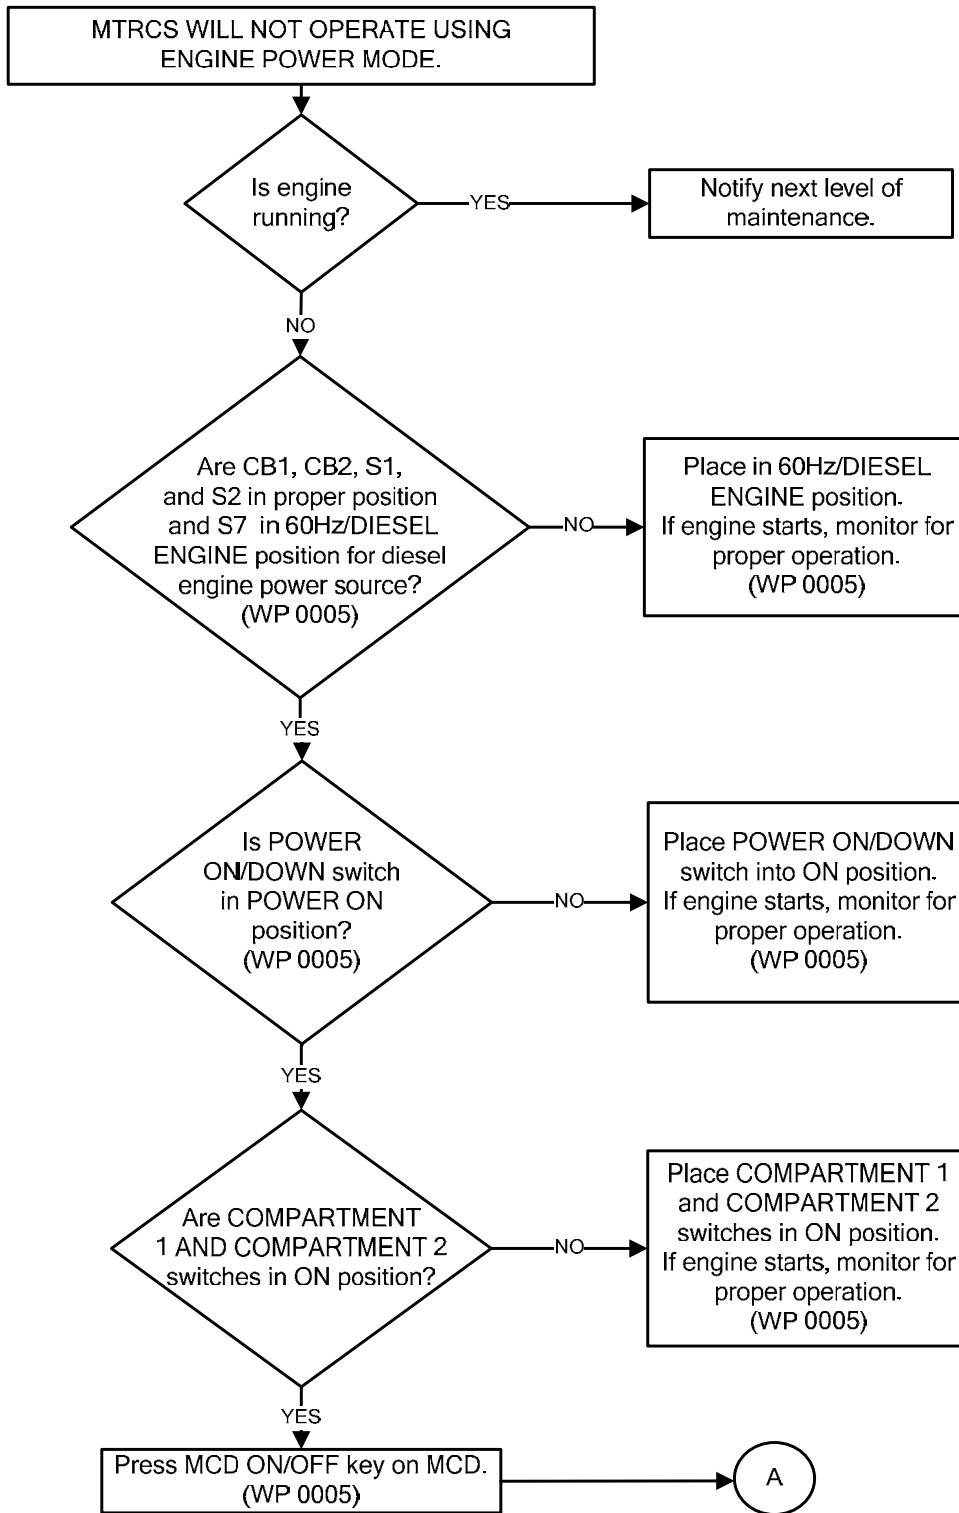 MTRCS WILL NOT OPERATE USING
ENGINE POWER MODE.
Is engine
running?
YES
Notify next level of
maintenance.
NO
Are CB1, CB2, S1,
and S2 in proper position
and S7 in 60Hz/DIESEL
ENGINE position for diesel
engine power source?
(WP 0005)
NO
Place in 60Hz/DIESEL
ENGINE position.
If engine starts, monitor for
proper operation.
(WP 0005)
YES
Is POWER
ON/DOWN switch
in POWER ON
position?
(WP 0005)
NO
Place POWER ON/DOWN
switch into ON position.
If engine starts, monitor for
proper operation.
(WP 0005)
YES
Are COMPARTMENT
1 AND COMPARTMENT 2
switches in ON position?
NO
Place COMPARTMENT 1
and COMPARTMENT 2
switches in ON position.
If engine starts, monitor for
proper operation.
(WP 0005)
YES
Press MCD ON/OFF key on MCD.
(WP 0005)
A